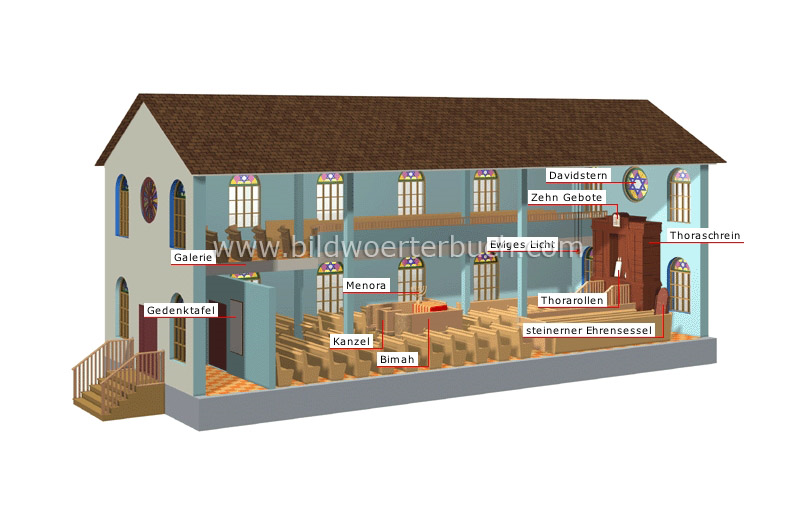 Davidstern
Zehn Gebote
Thoraschrein
www.bildwoerterbuch.com
Ewiges Licht
Galerie
Menora
Thorarollen
Gedenktafel
steinerner Ehrensessel
Kanzel
Bimah